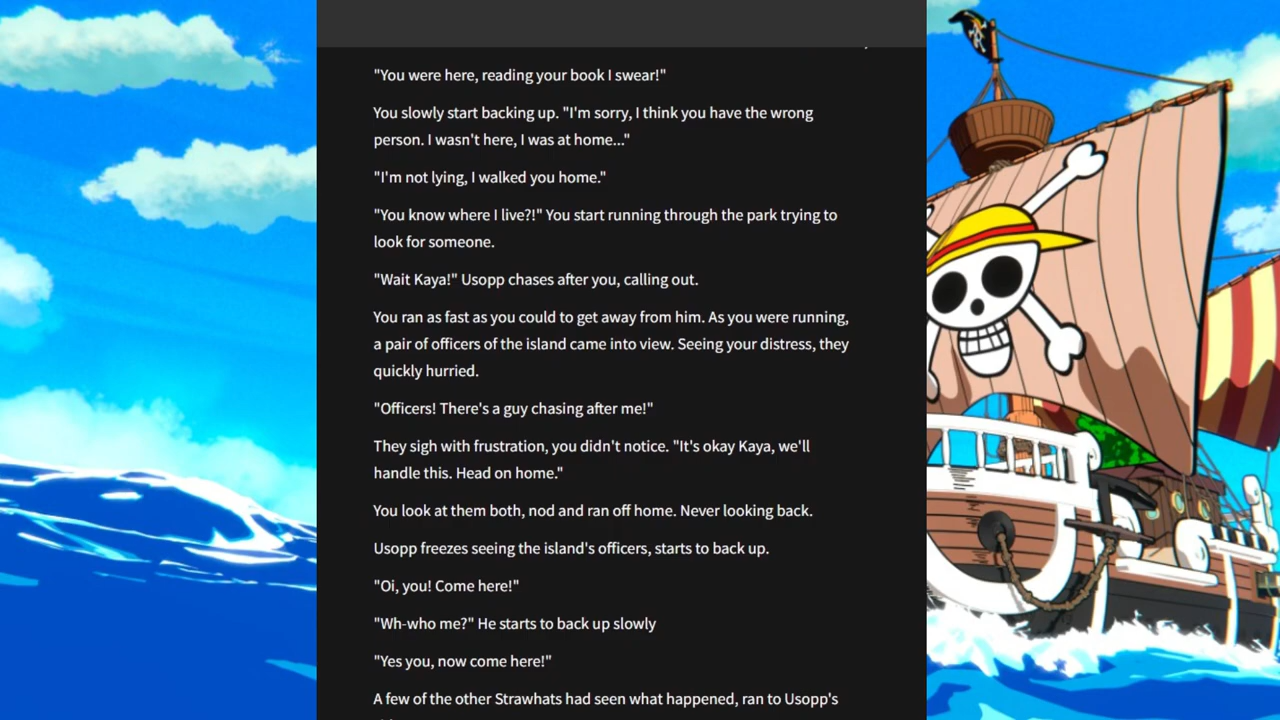 "You were here, reading your book I swear!"
You slowly start backing up. "I'm sorry, I think you have the wrong
person. I wasn't here, I was at home..."
"I'm not lying, I walked you home."
"You know where I live?!" You start running through the park trying to
look for someone.
"Wait Kaya!" Usopp chases after you, calling out.
You ran as fast as you could to get away from him. As you were running,
a pair of officers of the island came into view. Seeing your distress, they
quickly hurried.
"Officers! There's a guy chasing after me!"
They sigh with frustration, you didn't notice. "It's okay Kaya, we'll
handle this. Head on home."
You look at them both, nod and ran off home. Never looking back.
Usopp freezes seeing the island's officers, starts to back up.
"Oi, you! Come here!"
"Wh-who me?" He starts to back up slowly
"Yes you, now come here!"
A few of the other Strawhats had seen what happened, ran to Usopp's